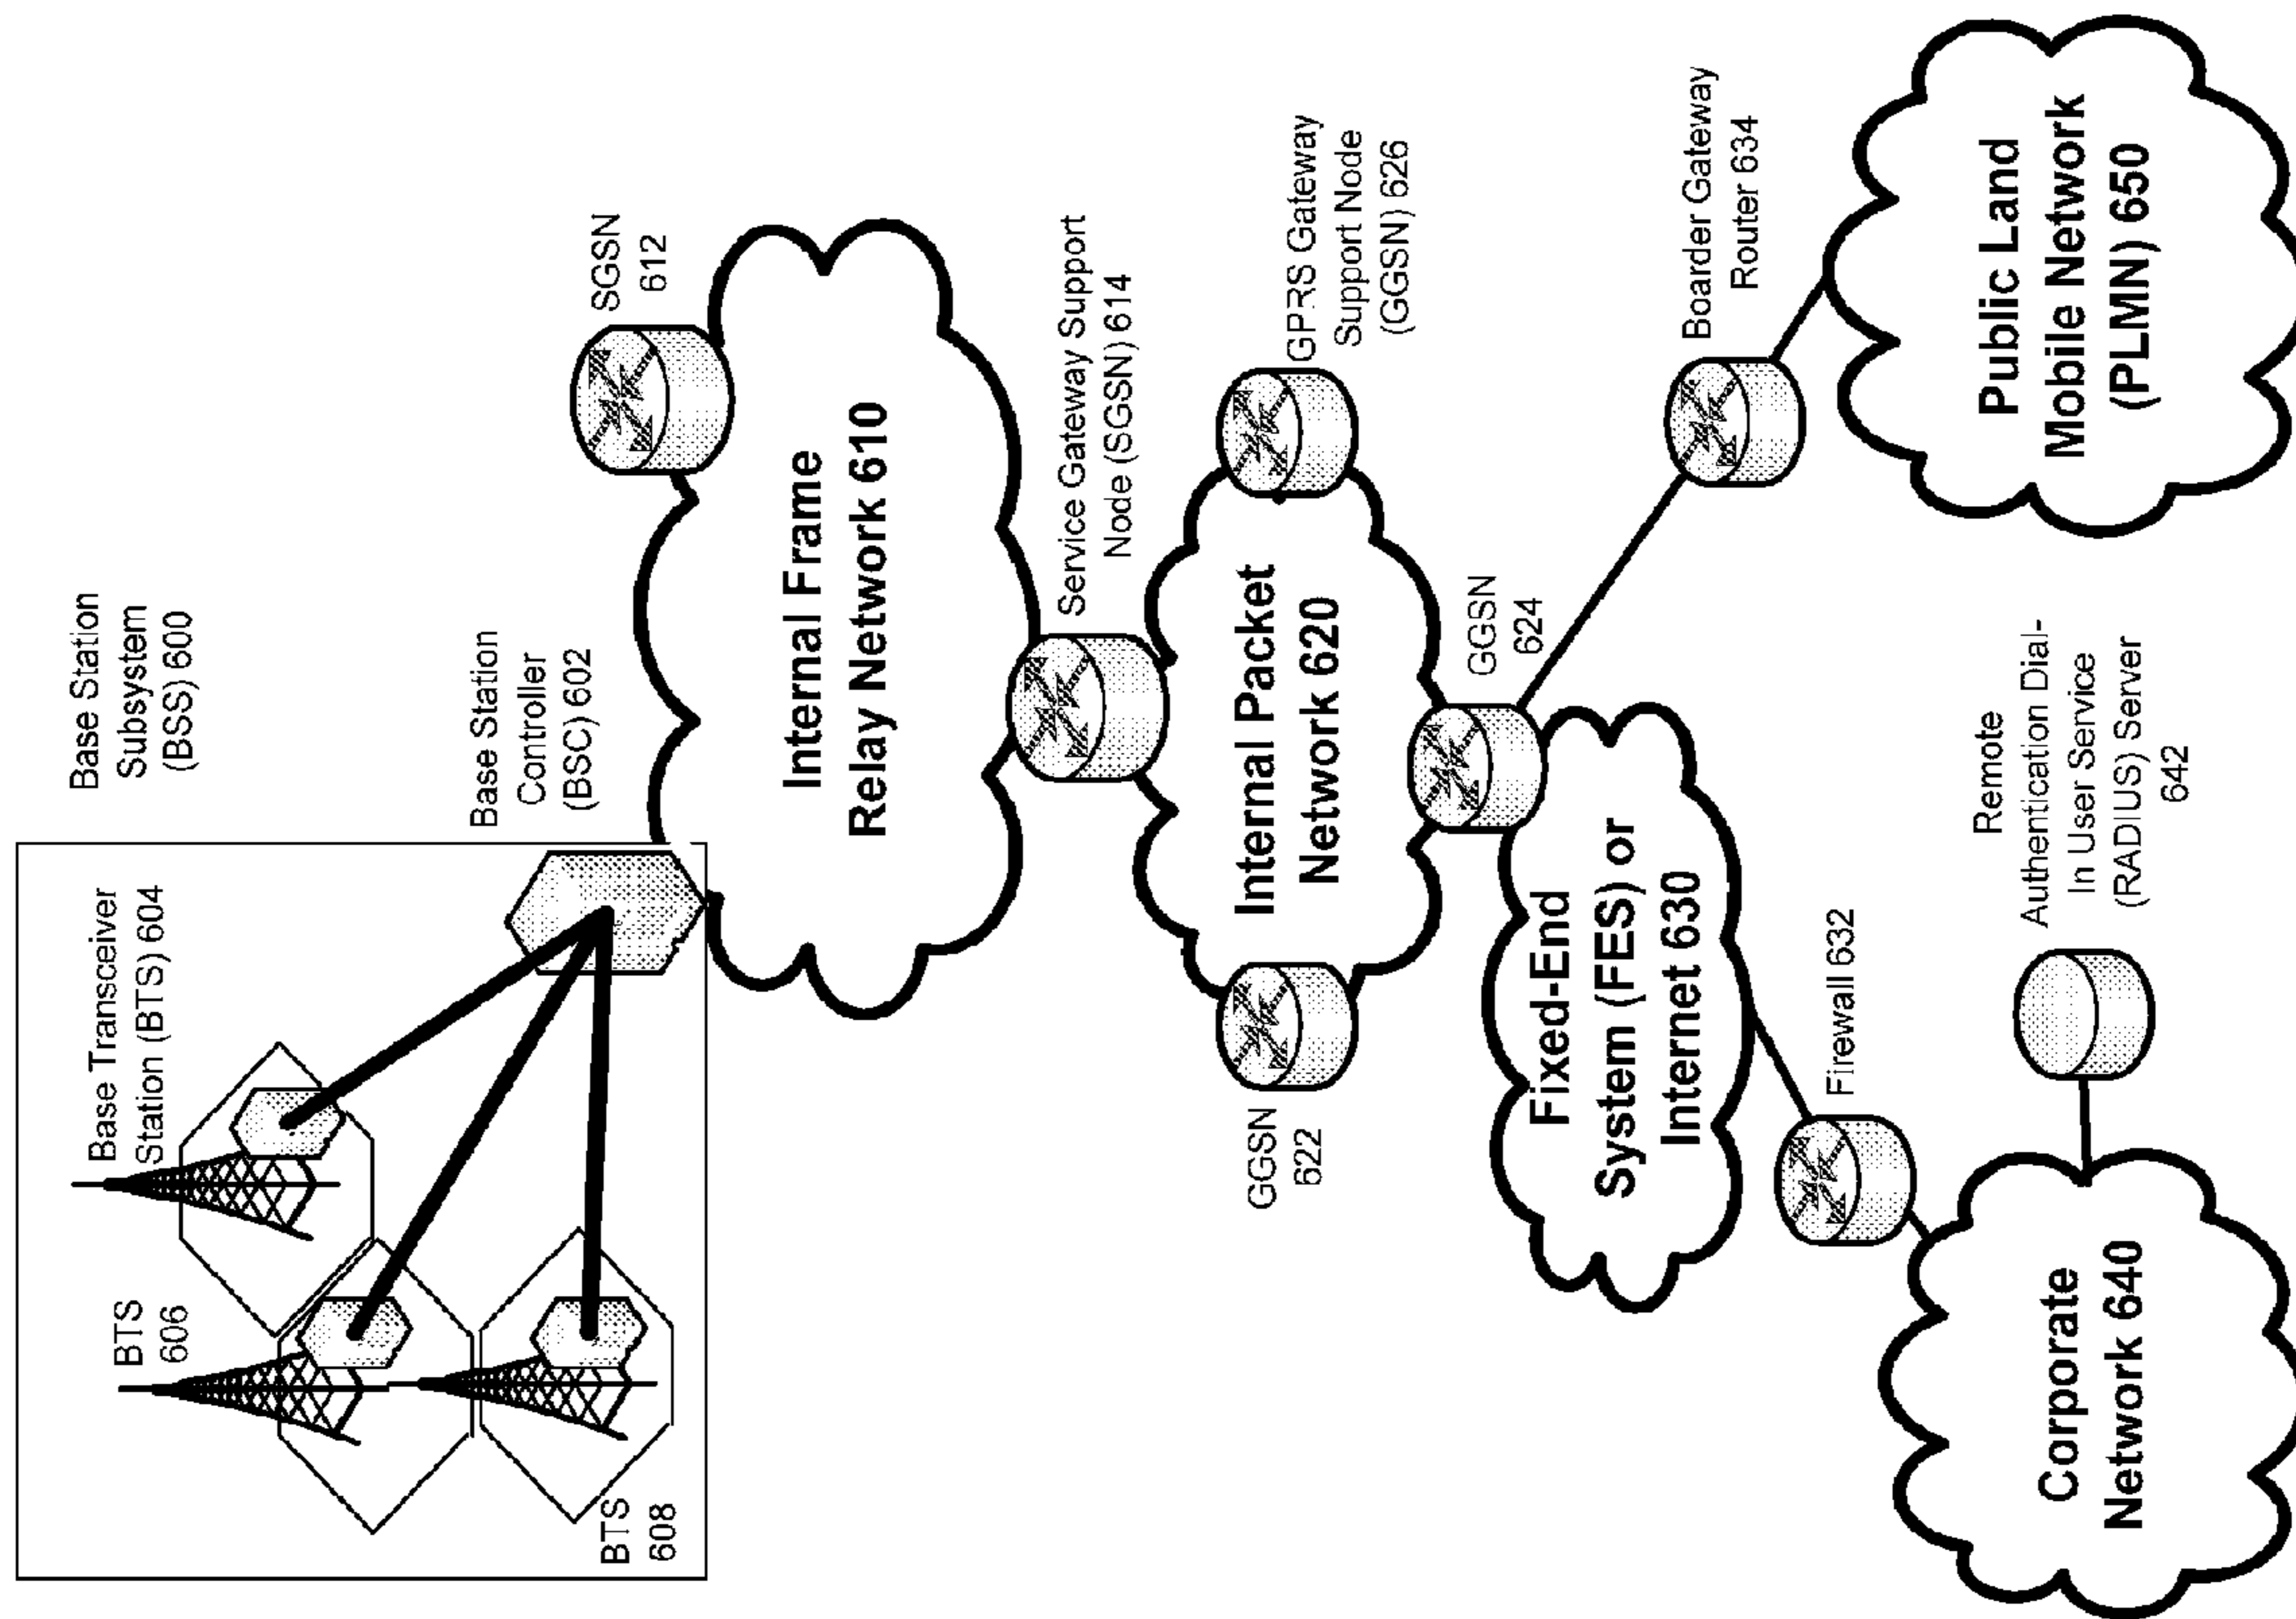 Base Station
Subsystem
(BSS) 600
Base Transceiver
Station (BTS) 604
BTS
606
BTS
608
Base Station
Controller
(BSC) 602
SGSN
612
Internal Frame
Relay Network 610
Service Gateway Support
Node (SGSN) 614
GPRS Gateway
Support Node
(GGSN) 626
Internal Packet
Network 620
GGSN
622
GGSN
624
Fixed-End
System (FES) or
Internet 630
Boarder Gateway
Router 634
Firewall 632
Remote
Authentication Dial-
In User Service
(RADIUS) Server
642
Public Land
Mobile Network
(PLMN) 650
Corporate
Network 640